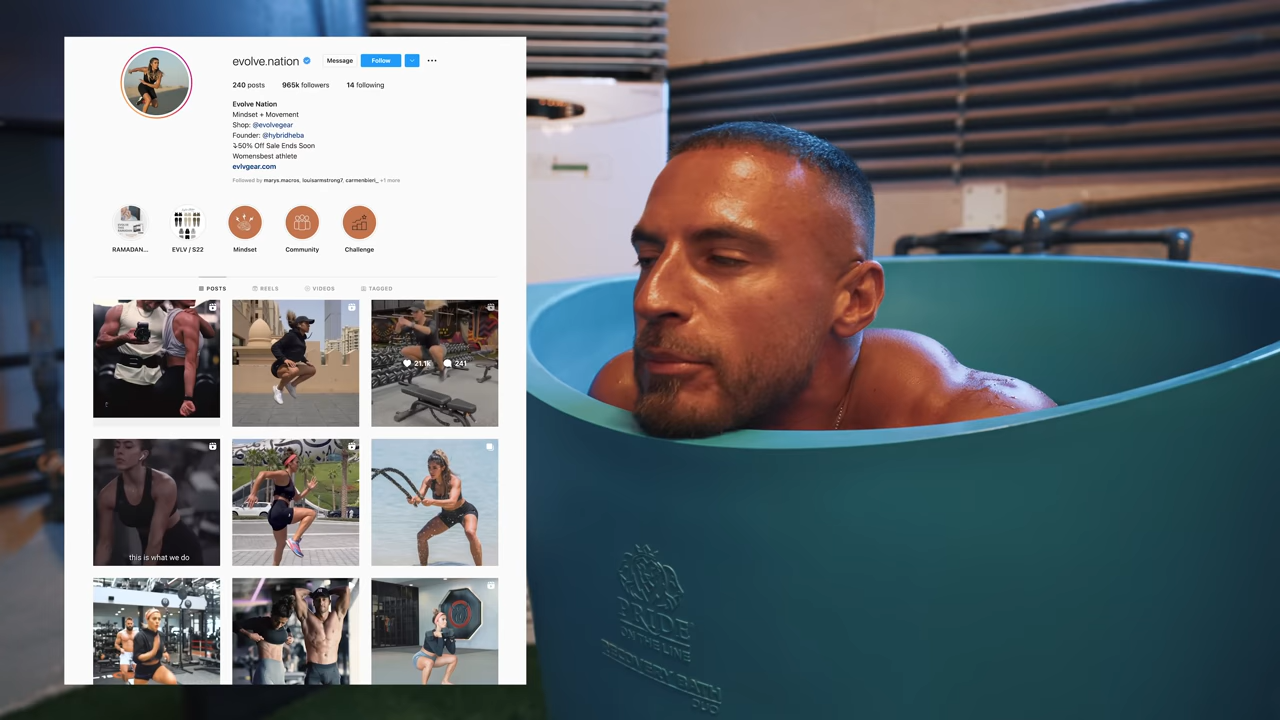 evolve.nation
Message
Follow
240 posts
965k followers
14 following
Evolve Nation
Mindset + Movement
Shop: @evolvegear
Founder: @hybridheba
50% Off Sale Ends Soon
Womensbest athlete
evlvgear.com
Followed by marys.macros, louisarmstrong7, carmenbieri_ +1 more
RAMADAN...
EVLV / S22
Mindset
Community
Challenge
POSTS
REELS
VIDEOS
TAGGED
21.1k
241
this is what we do
PRIDE
ON THE LINE
RECOVERY BATH
DUO